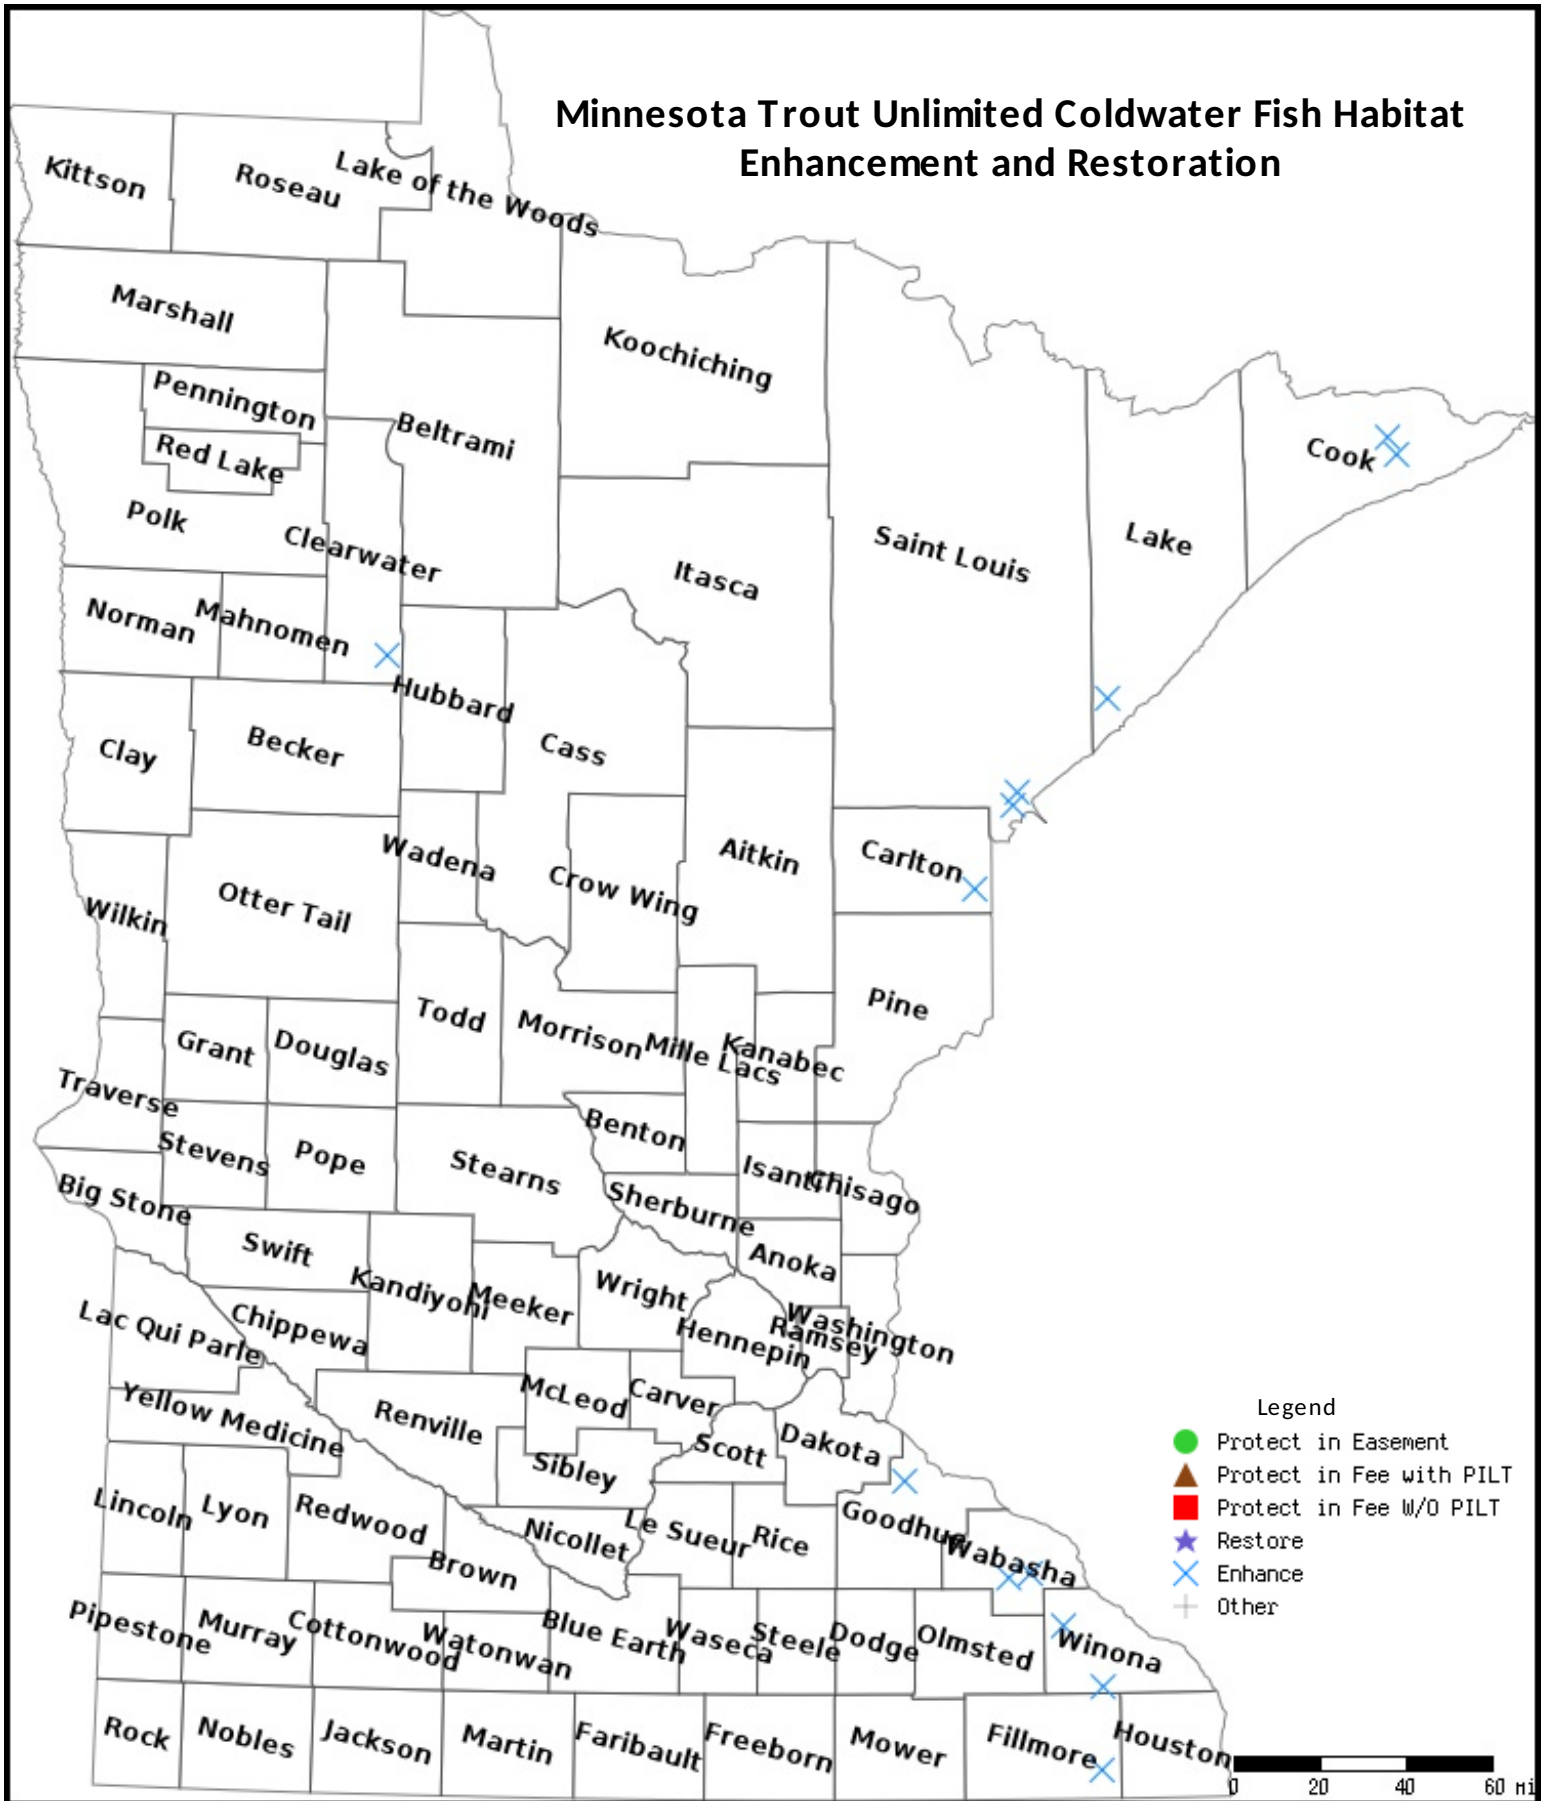 Minnesota Trout Unlimited Coldwater Fish Habitat
Enhancement and Restoration
Kittson
Roseau
Lake of the Woods
Marshall
Koochiching
Pennington
Beltrami
Red Lake
Cook
Polk
Clearwater
Saint Louis
Lake
Itasca
Norman
Mahnomen
Hubbard
Clay
Becker
Cass
Wadena
Aitkin
Carlton
Crow Wing
Otter Tail
Wilkin
Pine
Todd
Morrison
Mille Lacs
Kanabec
Grant
Douglas
Traverse
Benton
Stevens
Pope
Stearns
Isanti
Chisago
Big Stone
Sherburne
Swift
Anoka
Kandiyohi
Meeker
Wright
Washington
Ramsey
Hennepin
Lac Qui Parle
Chippewa
McLeod
Carver
Yellow Medicine
Renville
Scott
Dakota
Sibley
Lincoln
Lyon
Redwood
Nicollet
Le Sueur
Rice
Goodhue
Wabasha
Brown
Pipestone
Murray
Cottonwood
Watonwan
Blue Earth
Waseca
Steele
Dodge
Olmsted
Winona
Rock
Nobles
Jackson
Martin
Faribault
Freeborn
Mower
Fillmore
Houston
Legend
Protect in Easement
Protect in Fee with PILT
Protect in Fee W/O PILT
Restore
Enhance
Other
0 20 40 60 mi